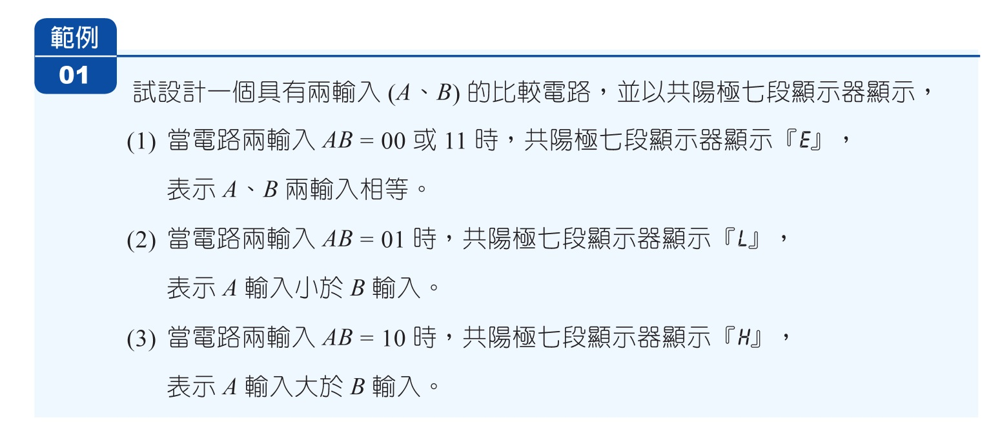 範例
01
試設計一個具有兩輸入 (A、B) 的比較電路，並以共陽極七段顯示器顯示，
(1) 當電路兩輸入 AB = 00 或 11 時，共陽極七段顯示器顯示『E』，
表示 A、B 兩輸入相等。
(2) 當電路兩輸入 AB = 01 時，共陽極七段顯示器顯示『L』，
表示 A 輸入小於 B 輸入。
(3) 當電路兩輸入 AB = 10 時，共陽極七段顯示器顯示『H』，
表示 A 輸入大於 B 輸入。